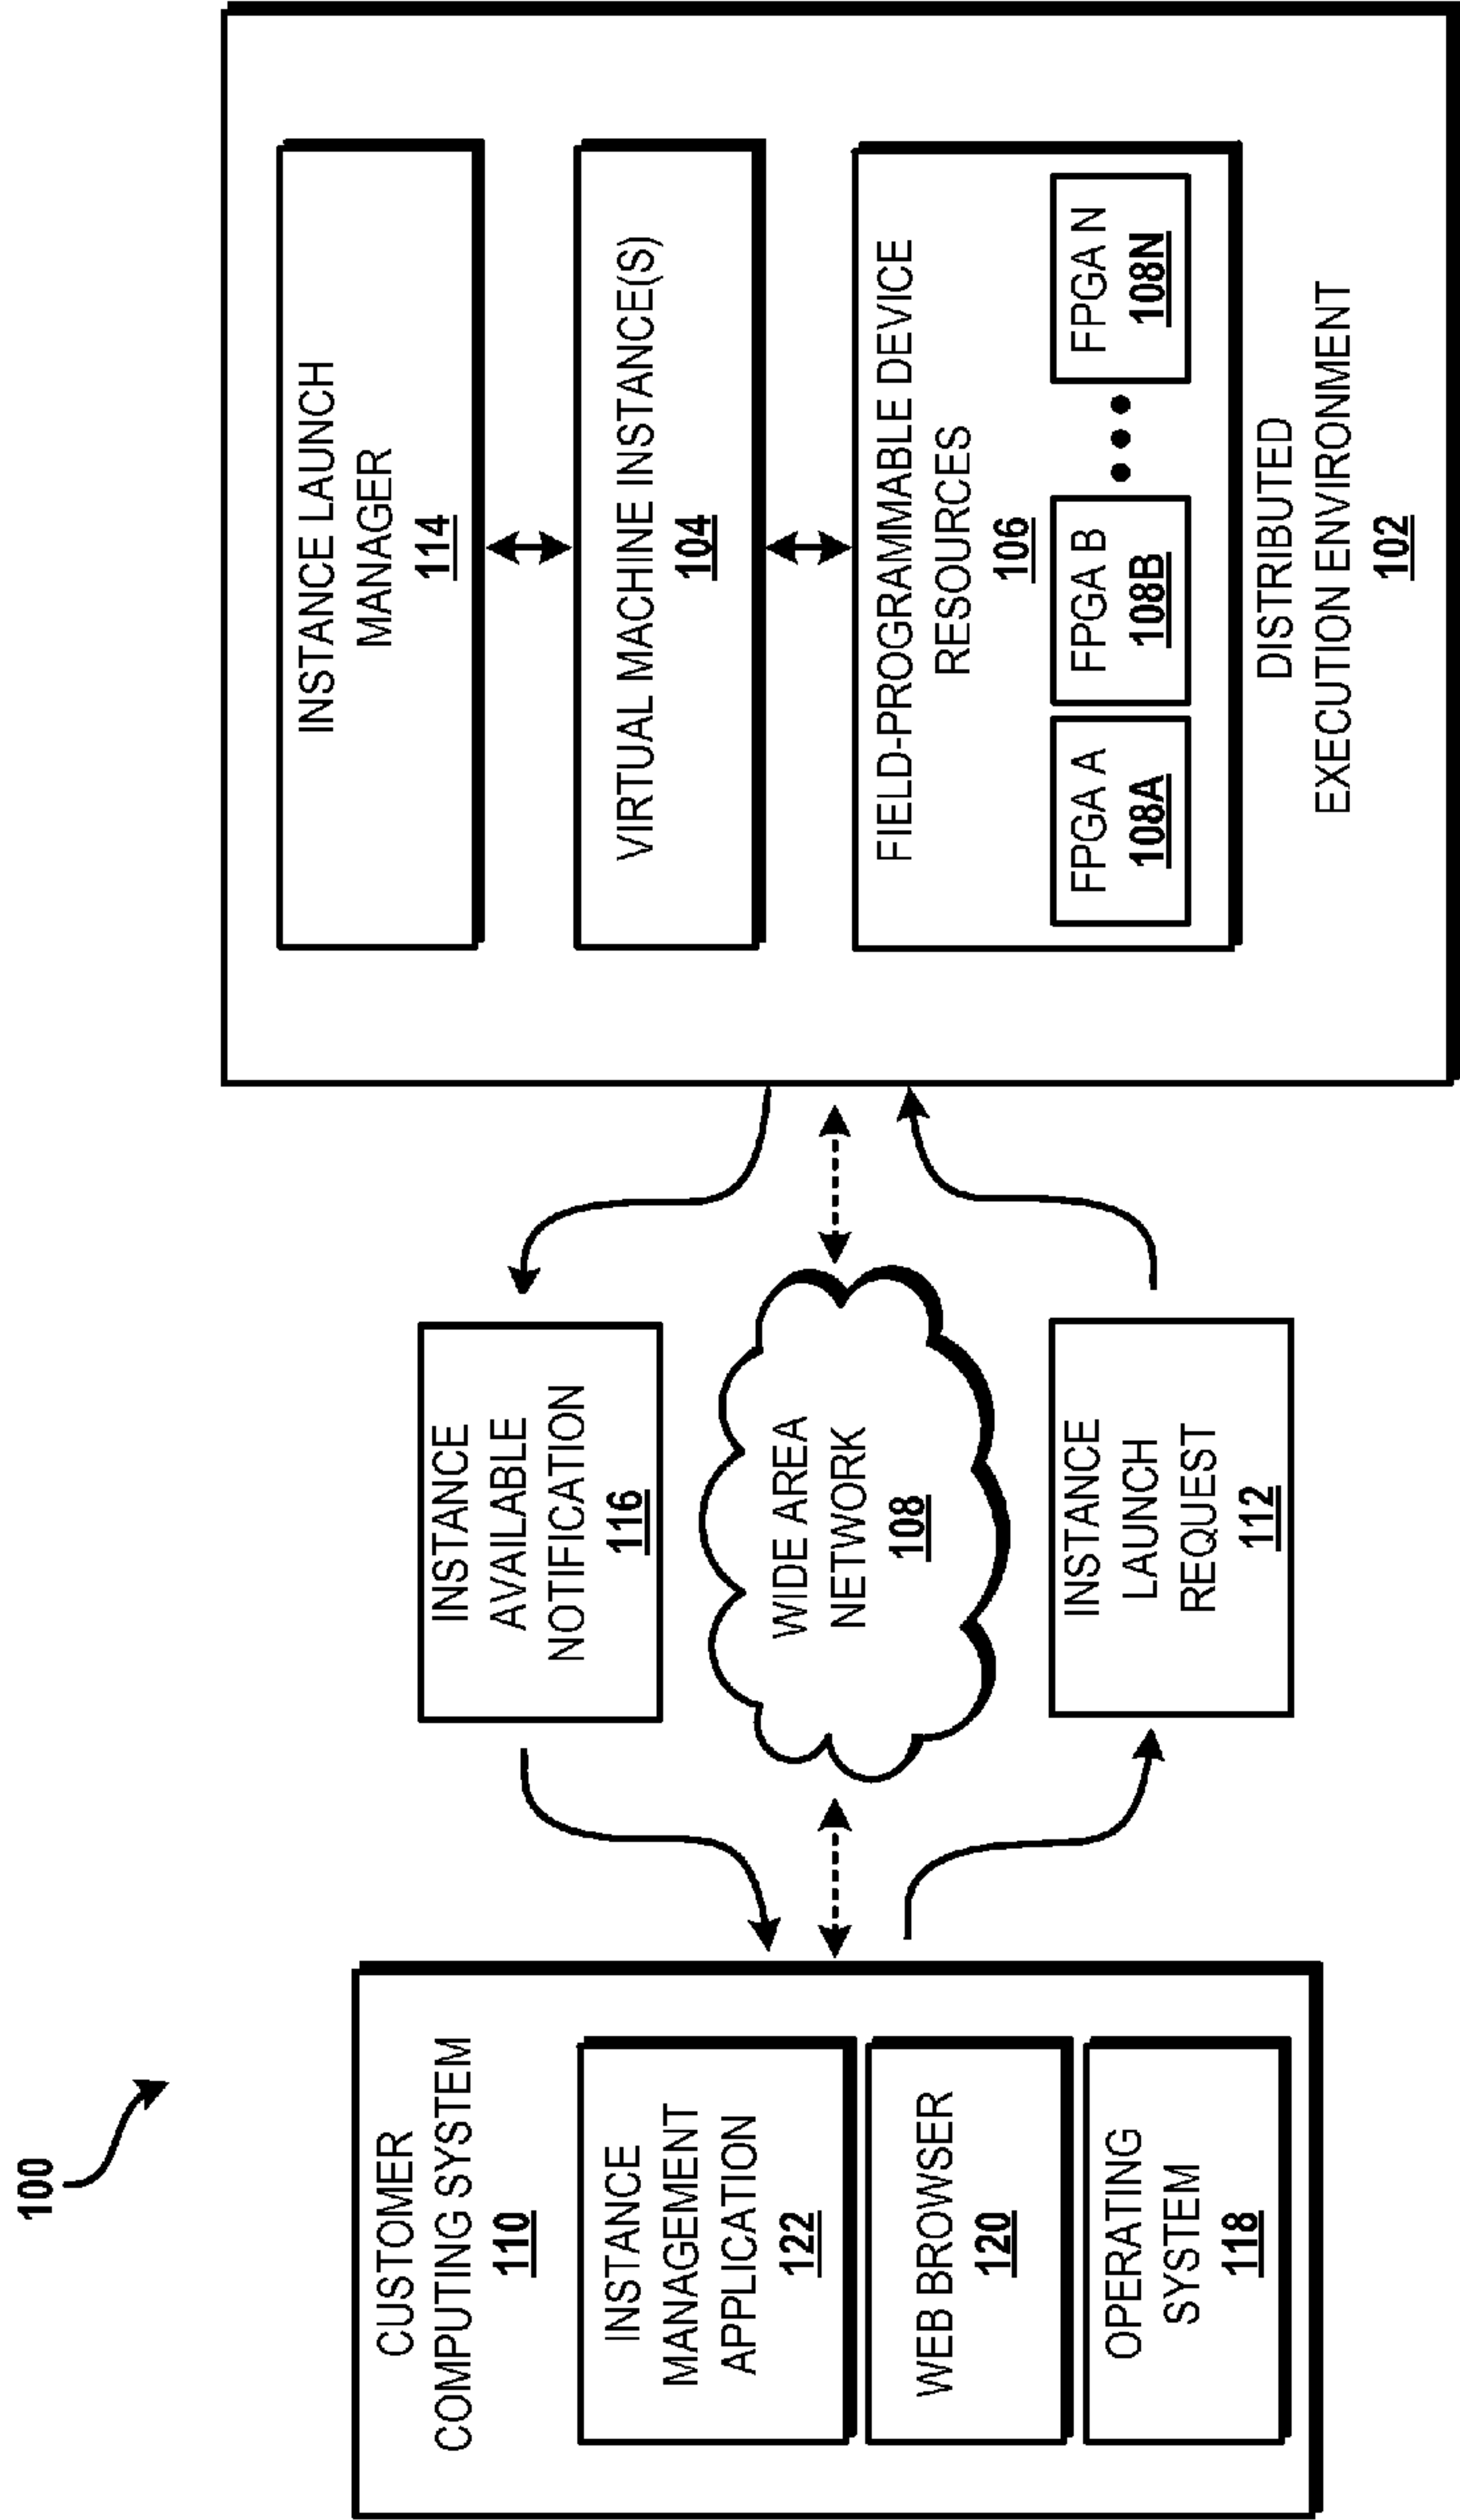 100
CUSTOMER
COMPUTING SYSTEM
110
INSTANCE
MANAGEMENT
APPLICATION
122
WEB BROWSER
120
OPERATING
SYSTEM
118
INSTANCE
AVAILABLE
NOTIFICATION
116
WIDE AREA
NETWORK
108
INSTANCE
LAUNCH
REQUEST
112
INSTANCE LAUNCH
MANAGER
114
VIRTUAL MACHINE INSTANCE(S)
104
FIELD-PROGRAMMABLE DEVICE
RESOURCES
106
FPGA A
108A
FPGA B
108B
FPGA N
108N
DISTRIBUTED
EXECUTION ENVIRONMENT
102